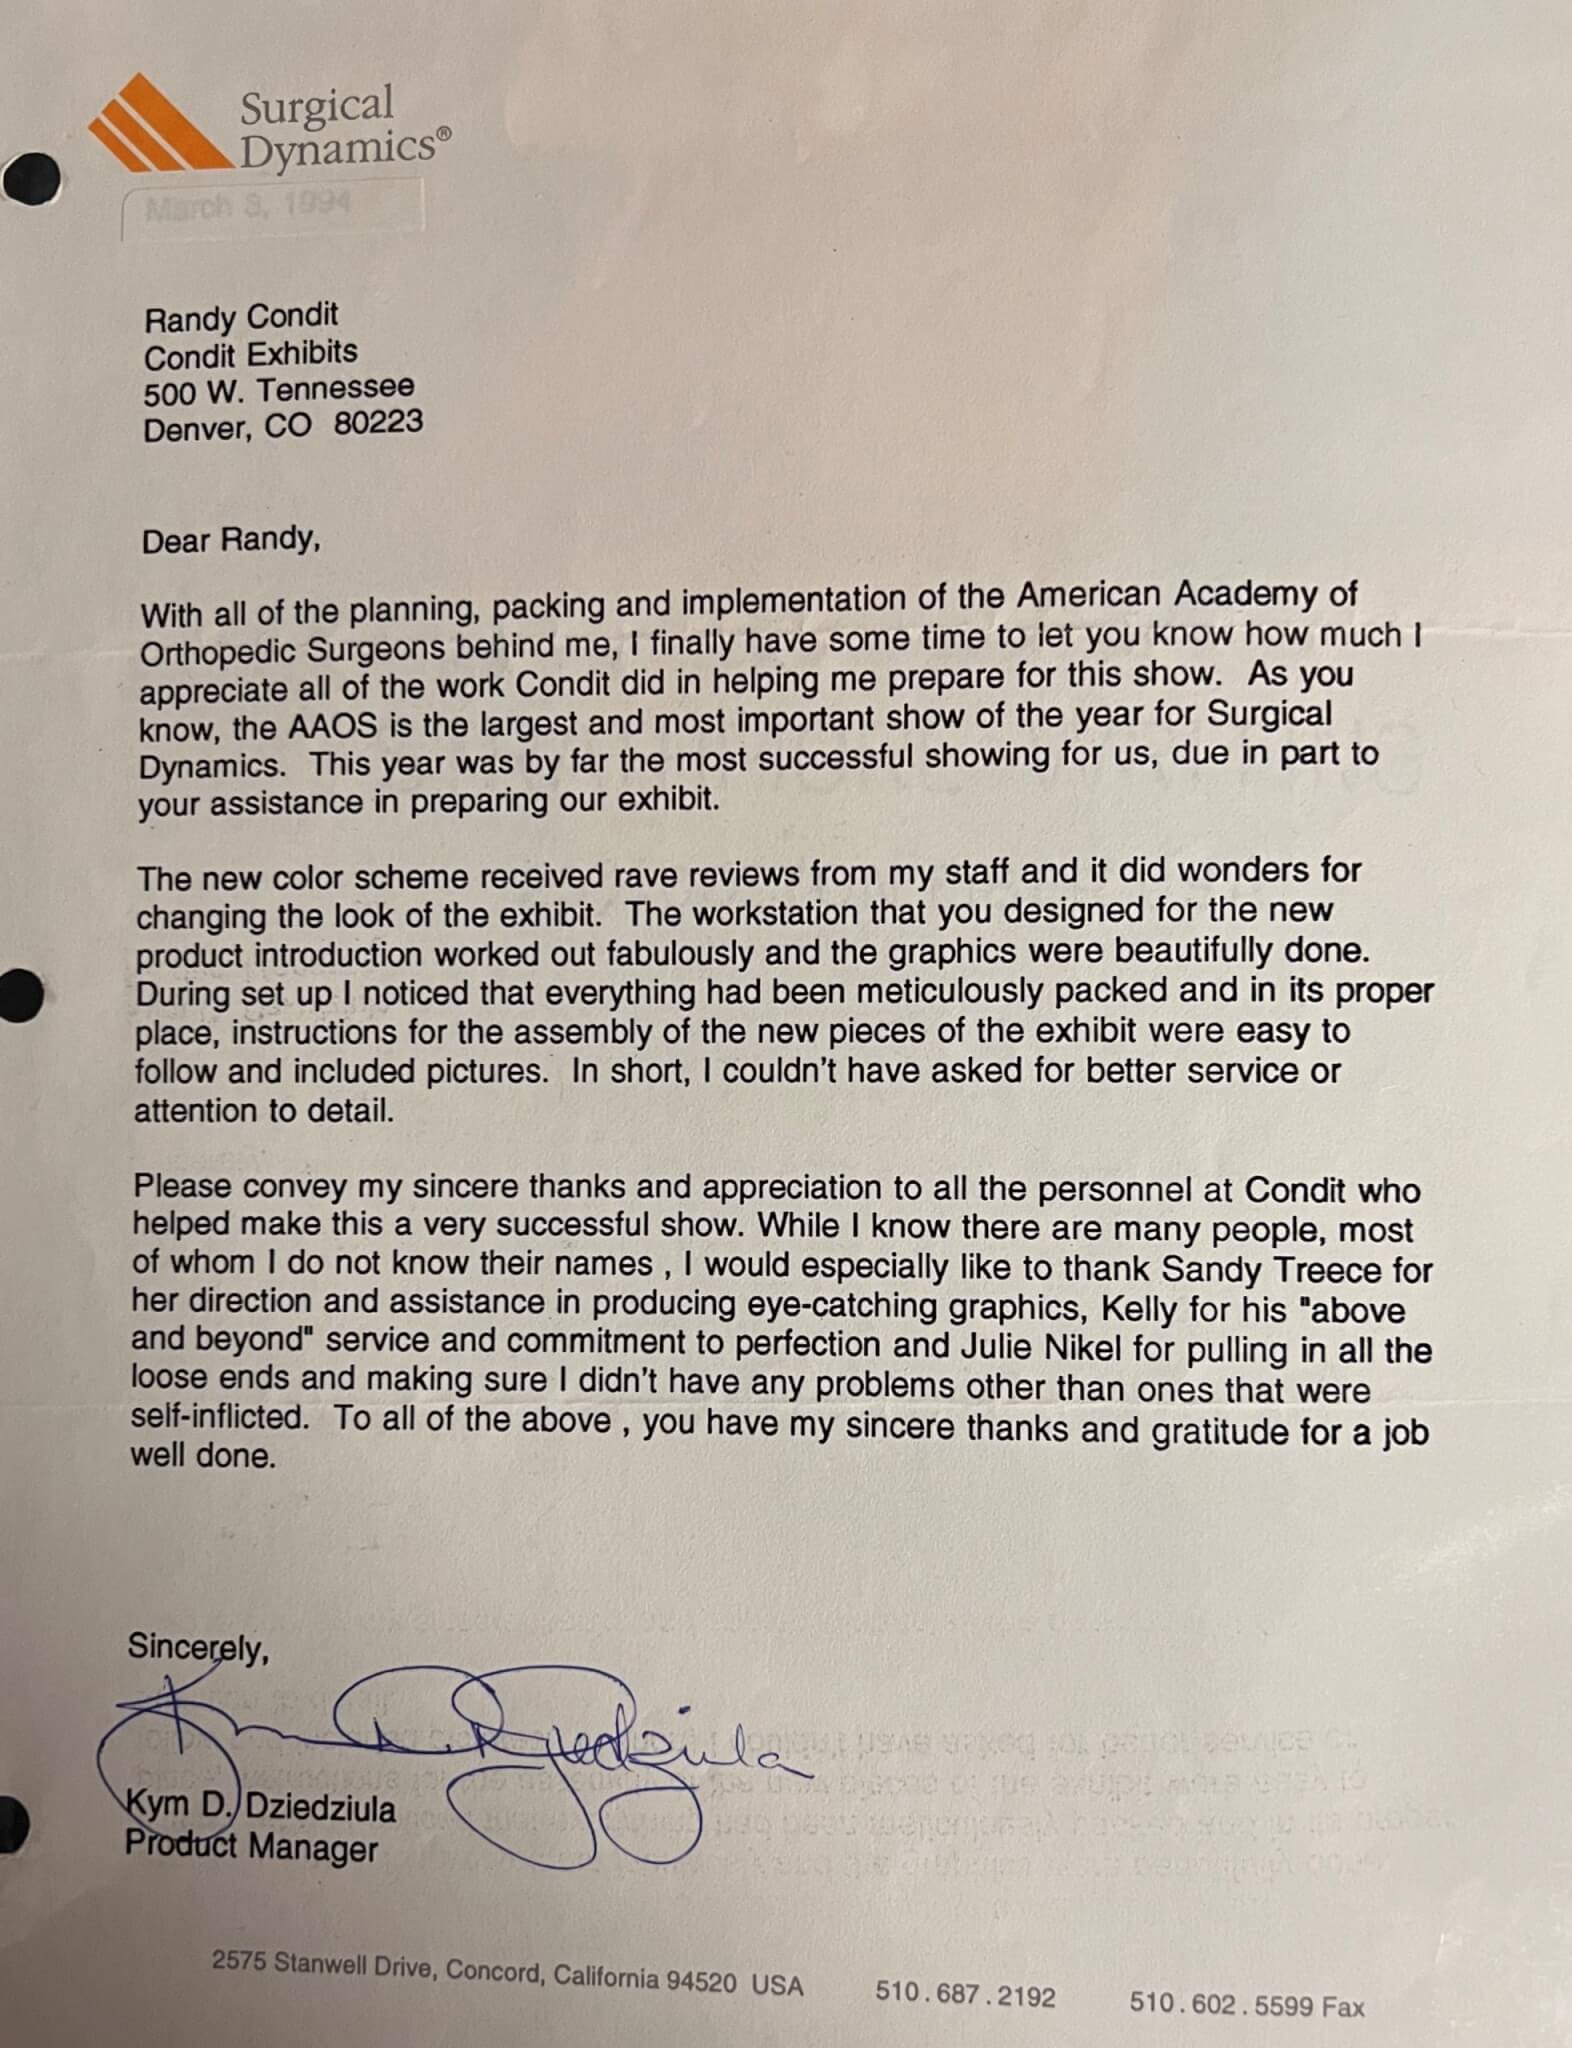 Surgical
Dynamics®
March 3, 1994
Randy Condit
Condit Exhibits
500 W. Tennessee
Denver, CO  80223
Dear Randy,
With all of the planning, packing and implementation of the American Academy of
Orthopedic Surgeons behind me, I finally have some time to let you know how much I
appreciate all of the work Condit did in helping me prepare for this show.  As you
know, the AAOS is the largest and most important show of the year for Surgical
Dynamics.  This year was by far the most successful showing for us, due in part to
your assistance in preparing our exhibit.
The new color scheme received rave reviews from my staff and it did wonders for
changing the look of the exhibit.  The workstation that you designed for the new
product introduction worked out fabulously and the graphics were beautifully done.
During set up I noticed that everything had been meticulously packed and in its proper
place, instructions for the assembly of the new pieces of the exhibit were easy to
follow and included pictures.  In short, I couldn't have asked for better service or
attention to detail.
Please convey my sincere thanks and appreciation to all the personnel at Condit who
helped make this a very successful show. While I know there are many people, most
of whom I do not know their names , I would especially like to thank Sandy Treece for
her direction and assistance in producing eye-catching graphics, Kelly for his "above
and beyond" service and commitment to perfection and Julie Nikel for pulling in all the
loose ends and making sure I didn't have any problems other than ones that were
self-inflicted.  To all of the above , you have my sincere thanks and gratitude for a job
well done.
Sincerely,
Kym D. Dziedziula
Kym D. Dziedziula
Product Manager
2575 Stanwell Drive, Concord, California 94520  USA  510.687.2192  510.602.5599 Fax